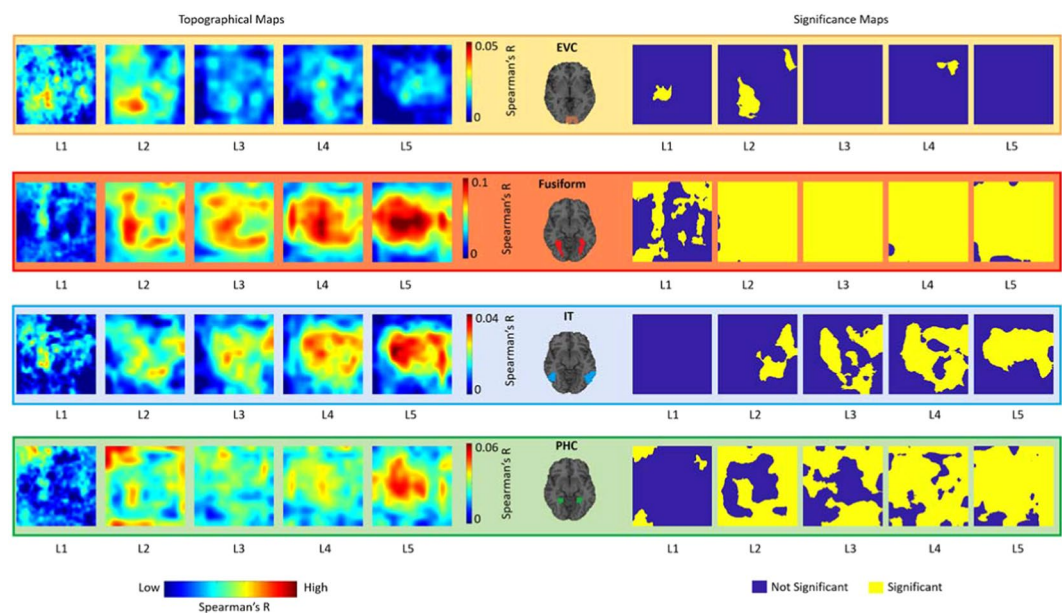 Topographical Maps
Significance Maps
0.05
EVC
Spearman's R
0
L1 L2 L3 L4 L5 L1 L2 L3 L4 L5
0.1
Fusiform
Spearman's R
0
L1 L2 L3 L4 L5 L1 L2 L3 L4 L5
0.04
IT
Spearman's R
0
L1 L2 L3 L4 L5 L1 L2 L3 L4 L5
0.06
PHC
Spearman's R
0
L1 L2 L3 L4 L5 L1 L2 L3 L4 L5
Low High
Spearman's R
Not Significant Significant